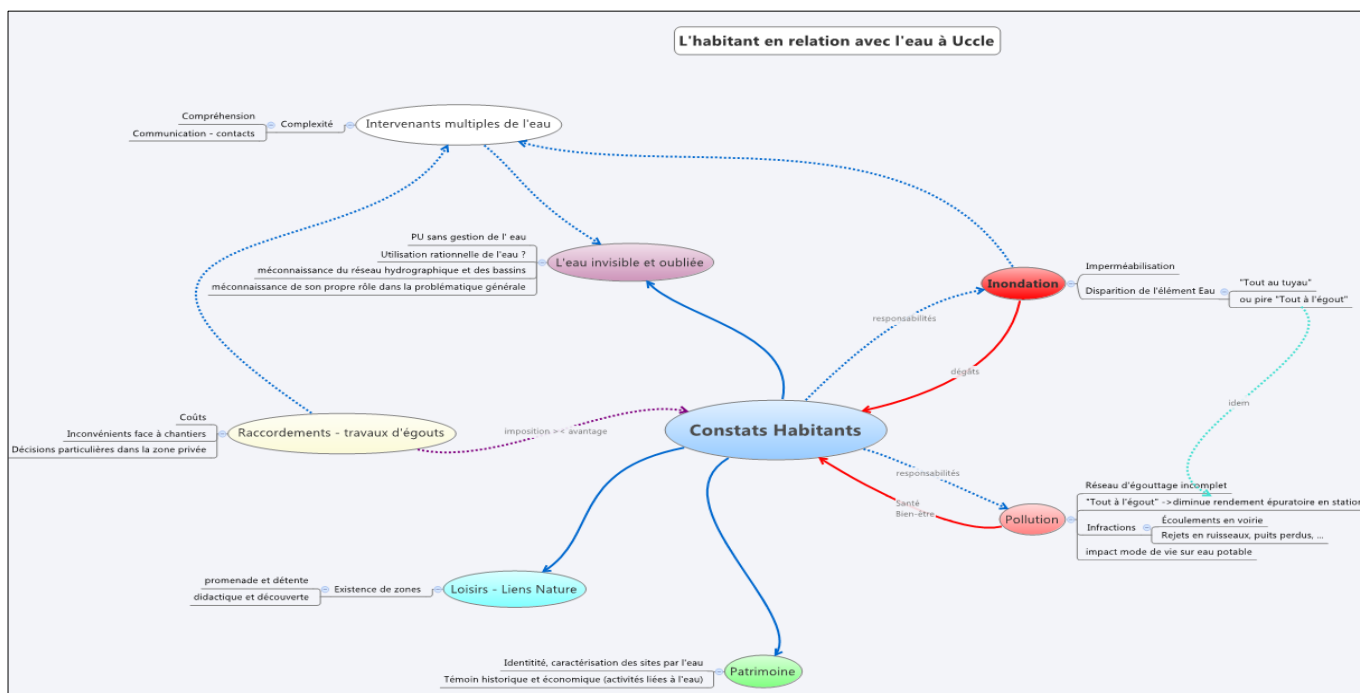 L'habitant en relation avec l'eau à Uccle
Compréhension
Communication - contacts
Complexité
Intervenants multiples de l'eau
PU sans gestion de l' eau
Utilisation rationnelle de l'eau ?
méconnaissance du réseau hydrographique et des bassins
méconnaissance de son propre rôle dans la problématique générale
L'eau invisible et oubliée
Inondation
Imperméabilisation
Disparition de l'élément Eau
"Tout au tuyau"
ou pire "Tout à l'égout"
responsabilités
dégâts
idem
Coûts
Inconvénients face à chantiers
Décisions particulières dans la zone privée
Raccordements - travaux d'égouts
imposition >< avantage
Constats Habitants
responsabilités
Santé
Bien-être
Pollution
Réseau d'égouttage incomplet
"Tout à l'égout" ->diminue rendement épuratoire en station
Infractions
Écoulements en voirie
Rejets en ruisseaux, puits perdus, ...
impact mode de vie sur eau potable
promenade et détente
didactique et découverte
Existence de zones
Loisirs - Liens Nature
Identitité, caractérisation des sites par l'eau
Témoin historique et économique (activités liées à l'eau)
Patrimoine